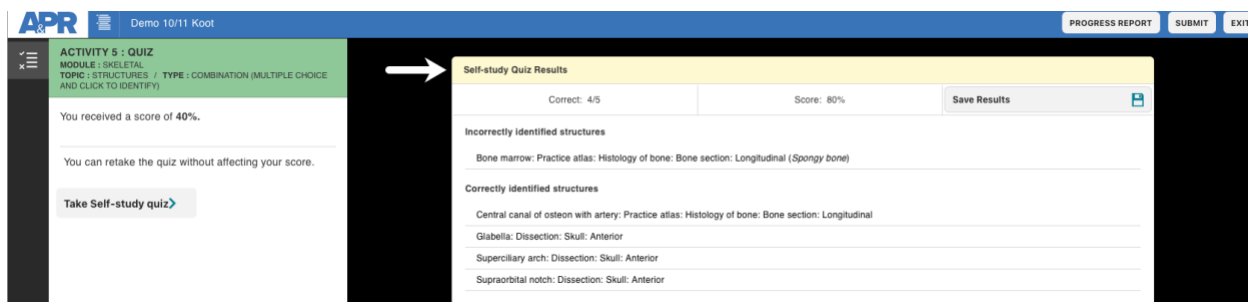 A&PR
Demo 10/11 Koot
PROGRESS REPORT
SUBMIT
EXIT
ACTIVITY 5 : QUIZ
MODULE : SKELETAL
TOPIC : STRUCTURES / TYPE : COMBINATION (MULTIPLE CHOICE
AND CLICK TO IDENTIFY)
You received a score of 40%.
You can retake the quiz without affecting your score.
Take Self-study quiz
Self-study Quiz Results
Correct: 4/5
Score: 80%
Save Results
Incorrectly identified structures
Bone marrow: Practice atlas: Histology of bone: Bone section: Longitudinal (Spongy bone)
Correctly identified structures
Central canal of osteon with artery: Practice atlas: Histology of bone: Bone section: Longitudinal
Glabella: Dissection: Skull: Anterior
Superciliary arch: Dissection: Skull: Anterior
Supraorbital notch: Dissection: Skull: Anterior